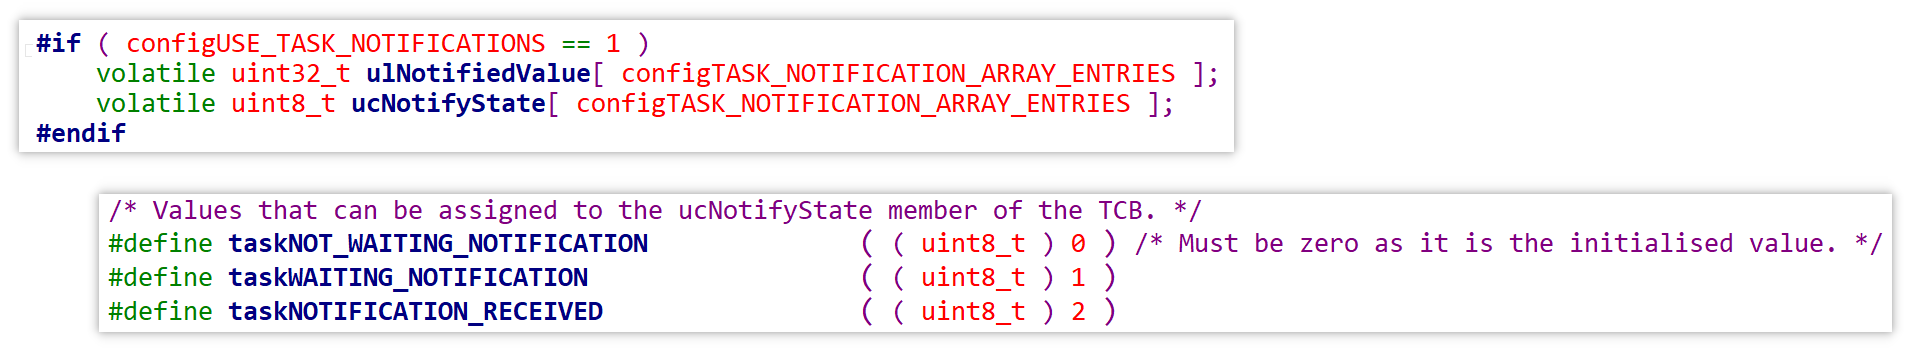 #if ( configUSE_TASK_NOTIFICATIONS == 1 )
    volatile uint32_t ulNotifiedValue[ configTASK_NOTIFICATION_ARRAY_ENTRIES ];
    volatile uint8_t ucNotifyState[ configTASK_NOTIFICATION_ARRAY_ENTRIES ];
#endif
/* Values that can be assigned to the ucNotifyState member of the TCB. */
#define taskNOT_WAITING_NOTIFICATION              ( ( uint8_t ) 0 ) /* Must be zero as it is the initialised value. */
#define taskWAITING_NOTIFICATION                  ( ( uint8_t ) 1 )
#define taskNOTIFICATION_RECEIVED                 ( ( uint8_t ) 2 )